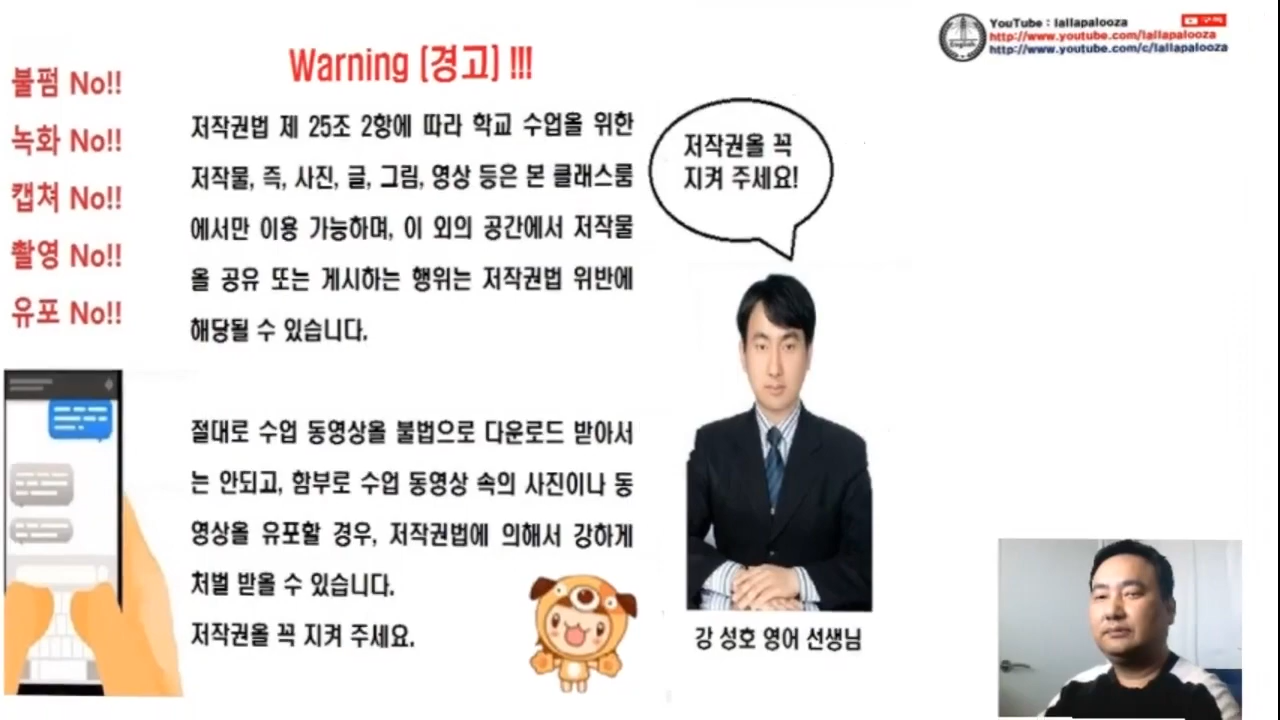 YouTube : lallapalooza
http://www.youtube.com/lallapalooza
http://www.youtube.com/c/lallapalooza
English
Warning (경고) !!!
불펌 No!!
녹화 No!!
캡쳐 No!!
촬영 No!!
유포 No!!
저작권법 제 25조 2항에 따라 학교 수업을 위한
저작물, 즉, 사진, 글, 그림, 영상 등은 본 클래스룸
에서만 이용 가능하며, 이 외의 공간에서 저작물
을 공유 또는 게시하는 행위는 저작권법 위반에
해당될 수 있습니다.
절대로 수업 동영상을 불법으로 다운로드 받아서
는 안되고, 함부로 수업 동영상 속의 사진이나 동
영상을 유포할 경우, 저작권법에 의해서 강하게
처벌 받을 수 있습니다.
저작권을 꼭 지켜 주세요.
저작권을 꼭
지켜 주세요!
강 성호 영어 선생님